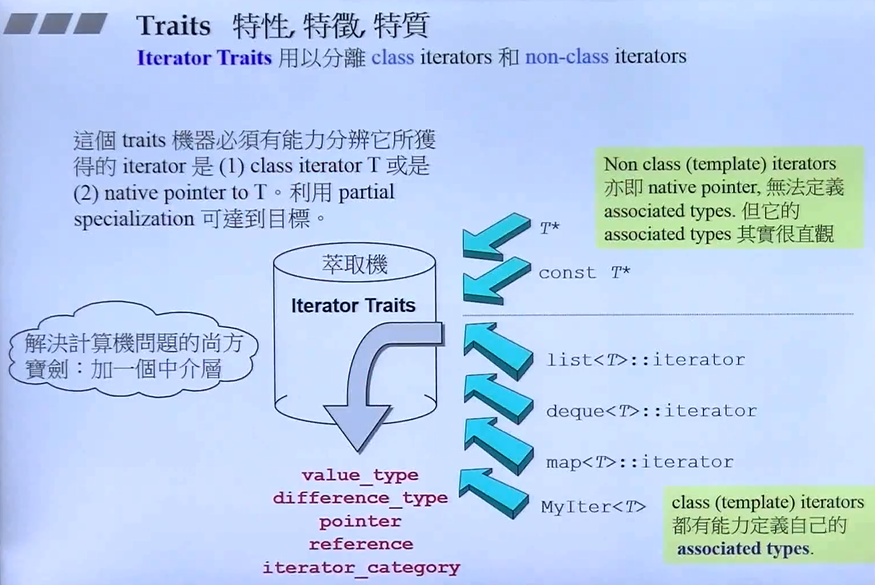 Traits 特性, 特徵, 特質
Iterator Traits 用以分離 class iterators 和 non-class iterators
這個 traits 機器必須有能力分辨它所獲
得的 iterator 是 (1) class iterator T 或是
(2) native pointer to T。利用 partial
specialization 可達到目標。
Non class (template) iterators
亦即 native pointer, 無法定義
associated types. 但它的
associated types 其實很直觀
T*
const T*
萃取機
Iterator Traits
解決計算機問題的尚方
寶劍：加一個中介層
list<T>::iterator
deque<T>::iterator
map<T>::iterator
MyIter<T>
value_type
difference_type
pointer
reference
iterator_category
class (template) iterators
都有能力定義自己的
associated types.